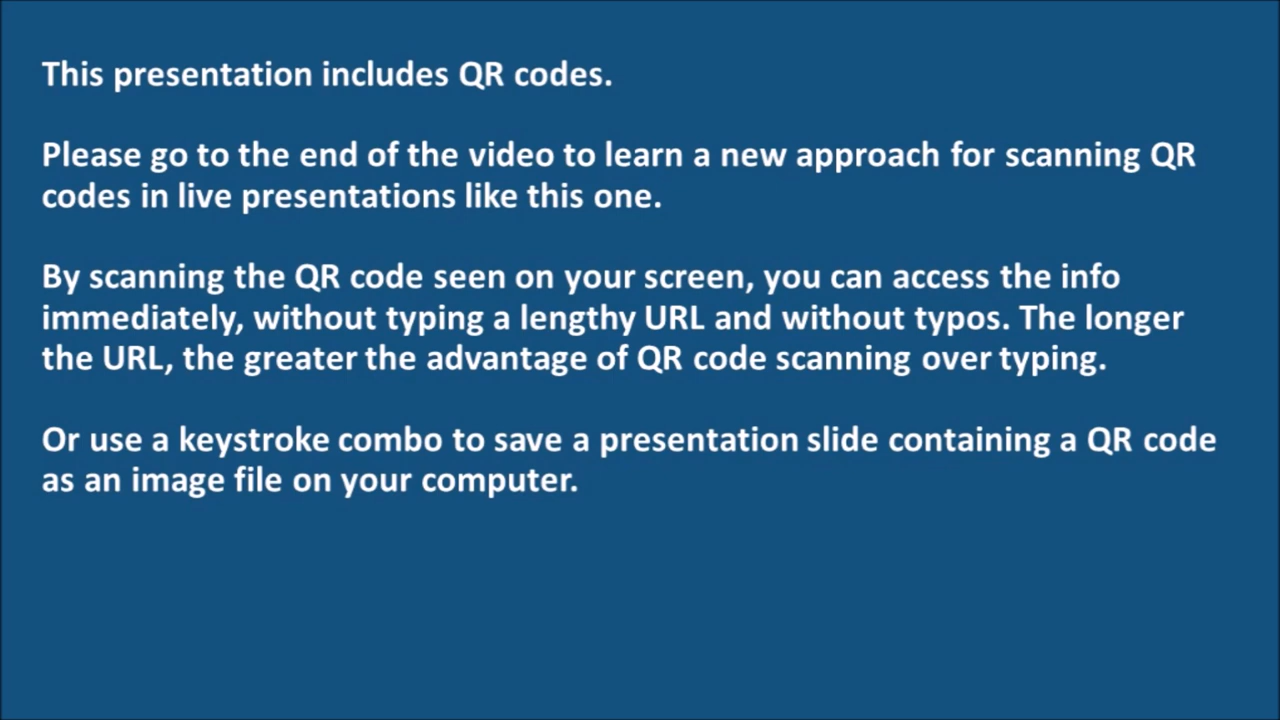 This presentation includes QR codes.
Please go to the end of the video to learn a new approach for scanning QR
codes in live presentations like this one.
By scanning the QR code seen on your screen, you can access the info
immediately, without typing a lengthy URL and without typos. The longer
the URL, the greater the advantage of QR code scanning over typing.
Or use a keystroke combo to save a presentation slide containing a QR code
as an image file on your computer.